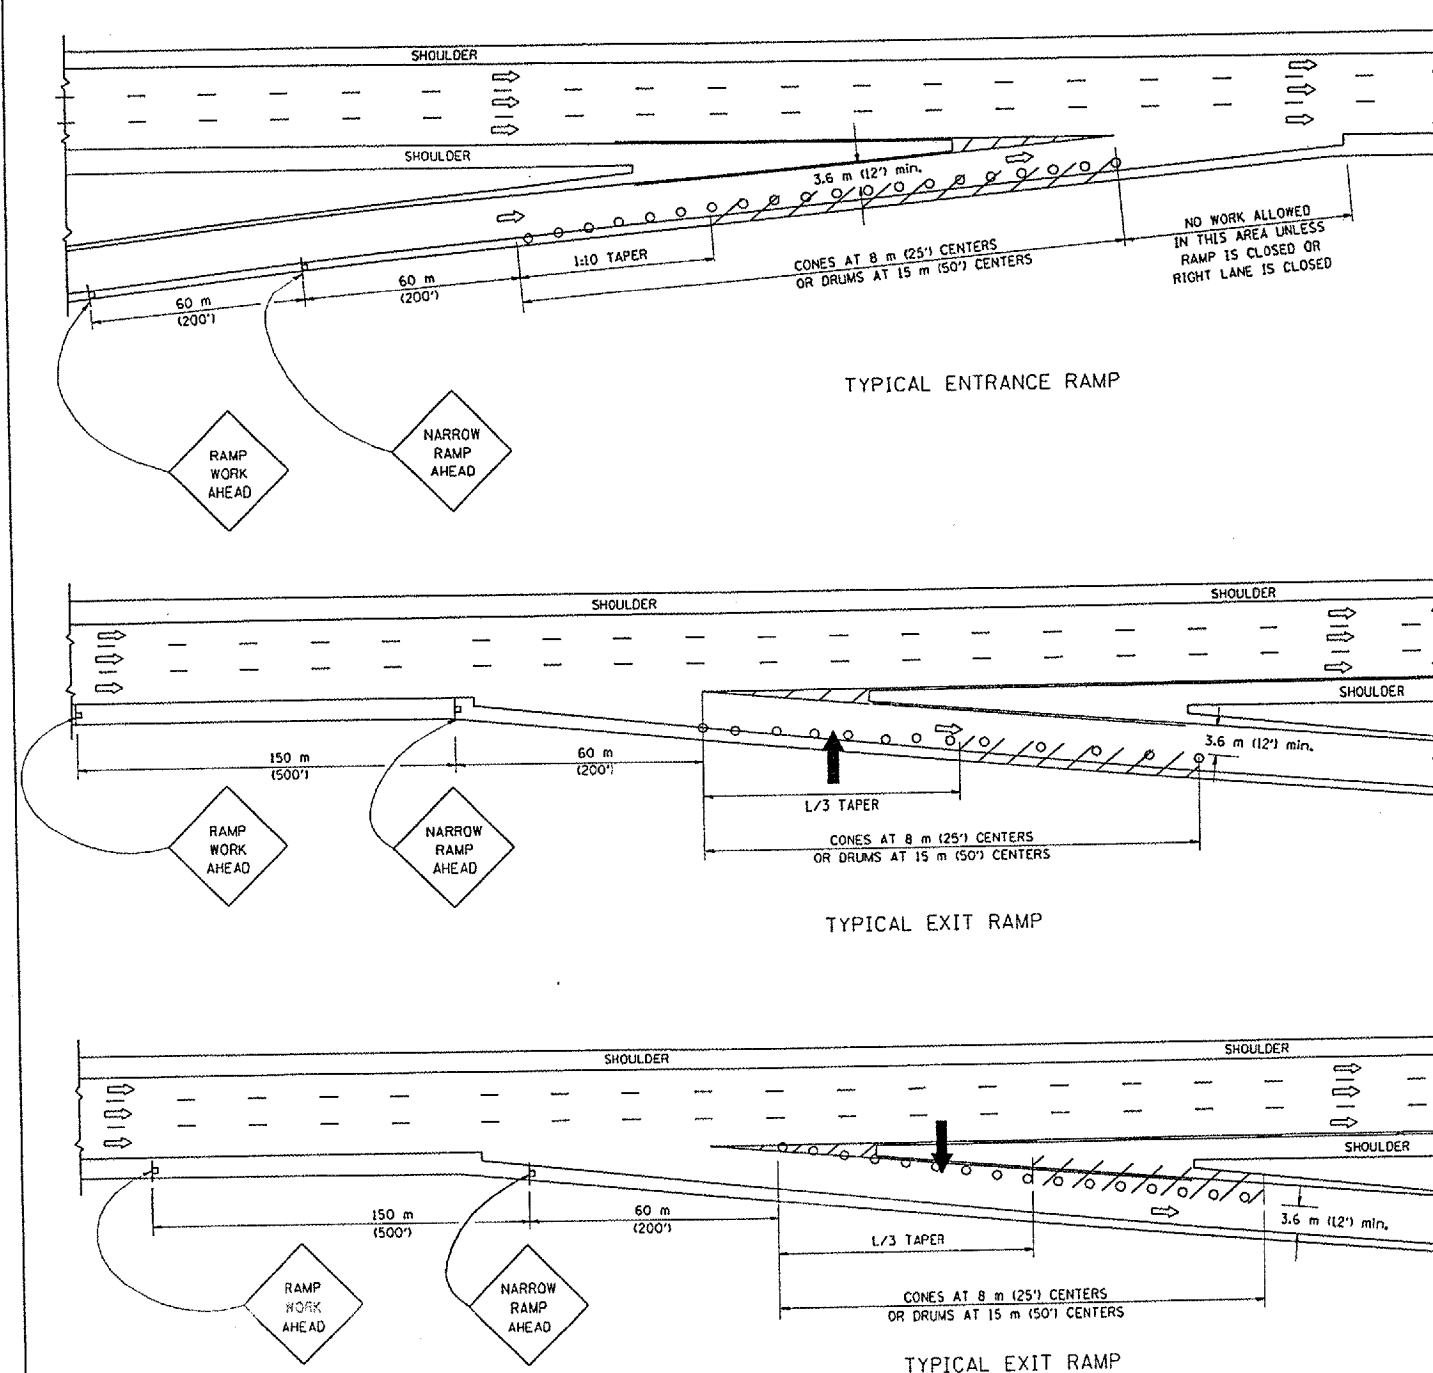 SHOULDER
SHOULDER
3.6 m (12') min.
1:10 TAPER
CONES AT 8 m (25') CENTERS
OR DRUMS AT 15 m (50') CENTERS
NO WORK ALLOWED
IN THIS AREA UNLESS
RAMP IS CLOSED OR
RIGHT LANE IS CLOSED
60 m
(200')
60 m
(200')
TYPICAL ENTRANCE RAMP
RAMP
WORK
AHEAD
NARROW
RAMP
AHEAD
SHOULDER
SHOULDER
SHOULDER
3.6 m (12') min.
150 m
(500')
60 m
(200')
L/3 TAPER
CONES AT 8 m (25') CENTERS
OR DRUMS AT 15 m (50') CENTERS
RAMP
WORK
AHEAD
NARROW
RAMP
AHEAD
TYPICAL EXIT RAMP
SHOULDER
SHOULDER
SHOULDER
3.6 m (12') min.
150 m
(500')
60 m
(200')
L/3 TAPER
CONES AT 8 m (25') CENTERS
OR DRUMS AT 15 m (50') CENTERS
RAMP
WORK
AHEAD
NARROW
RAMP
AHEAD
TYPICAL EXIT RAMP